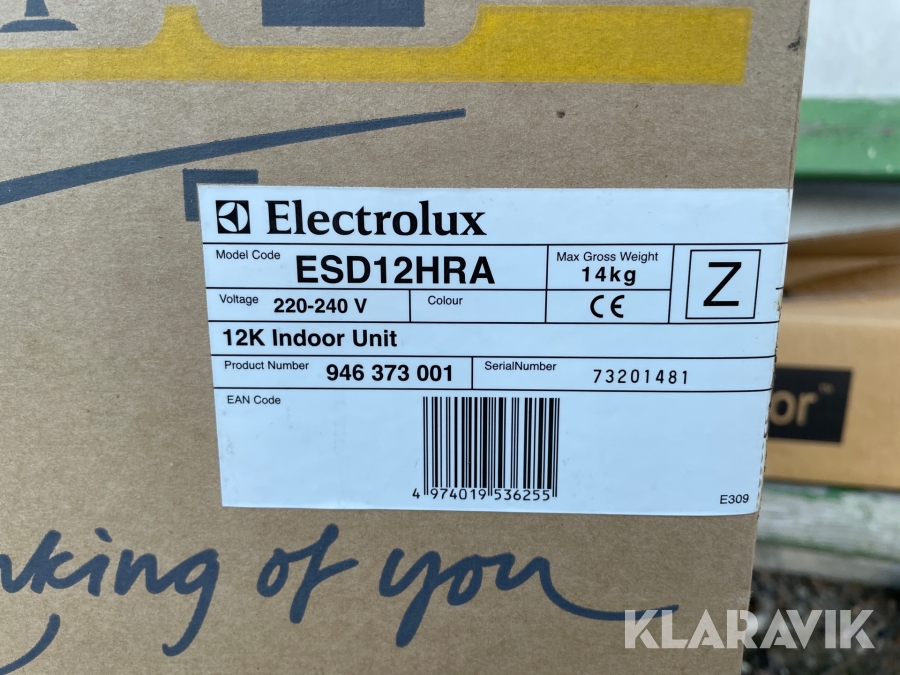 Electrolux
Model Code ESD12HRA
Max Gross Weight
14kg
Z
Voltage 220-240 V
Colour
CE
12K Indoor Unit
Product Number 946 373 001
SerialNumber 73201481
EAN Code
4 974019 536255
E309
or™
nking of you
KLARAVIK